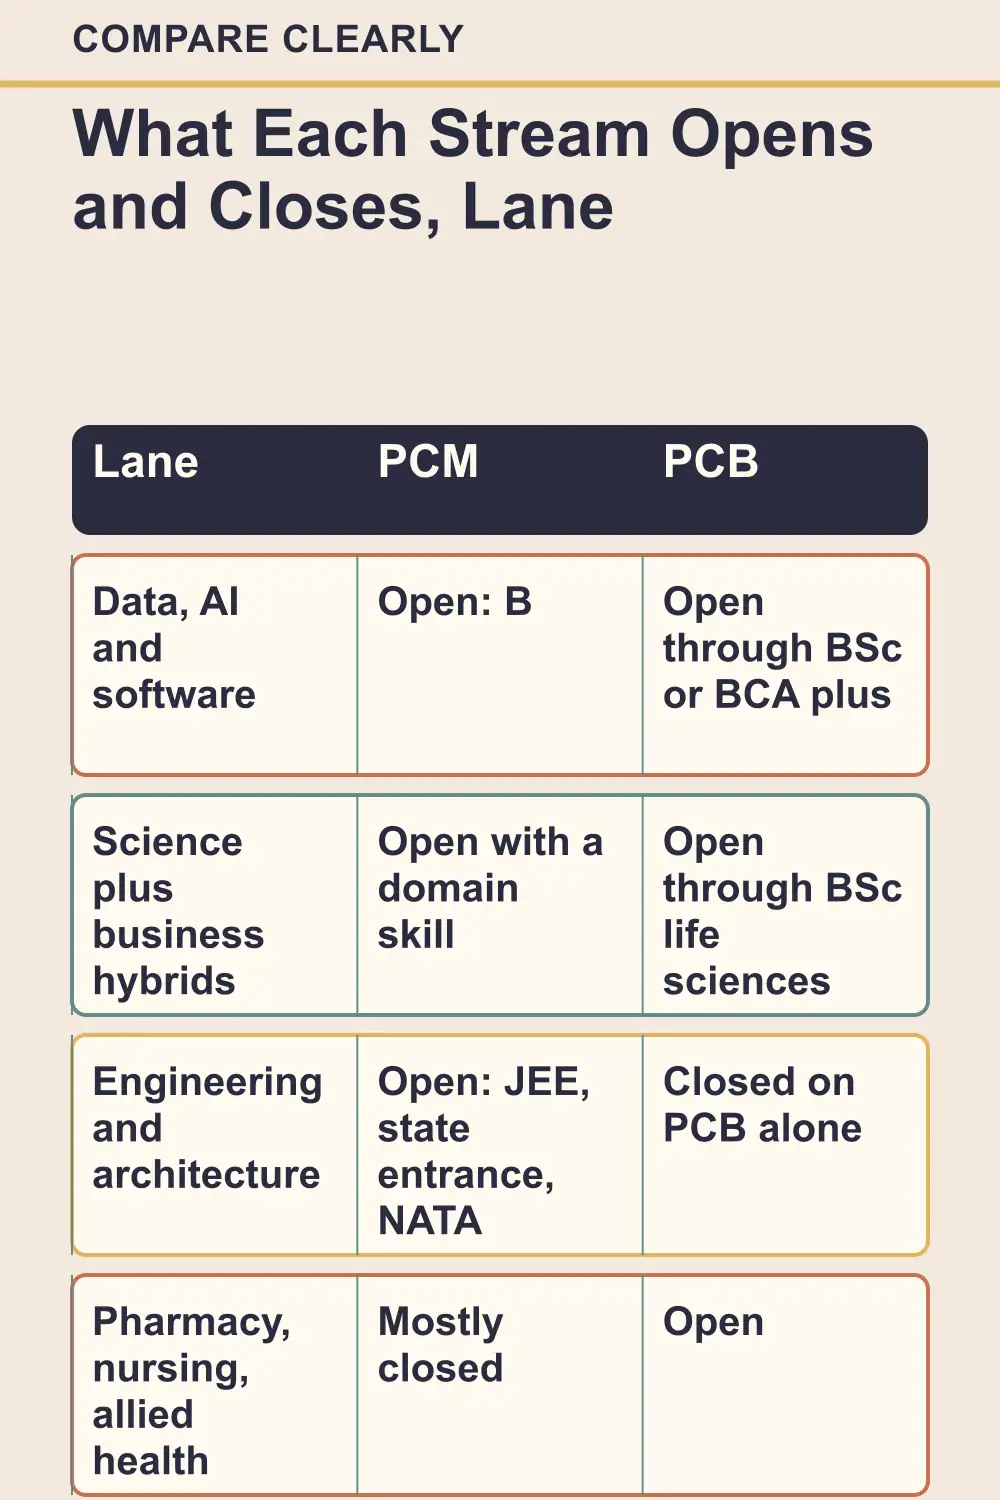 COMPARE CLEARLY
What Each Stream Opens
and Closes, Lane
Lane
PCM
PCB
Data, AI
and
software
Open: B
Open
through BSc
or BCA plus
Science
plus
business
hybrids
Open with a
domain
skill
Open
through BSc
life
sciences
Engineering
and
architecture
Open: JEE,
state
entrance,
NATA
Closed on
PCB alone
Pharmacy,
nursing,
allied
health
Mostly
closed
Open